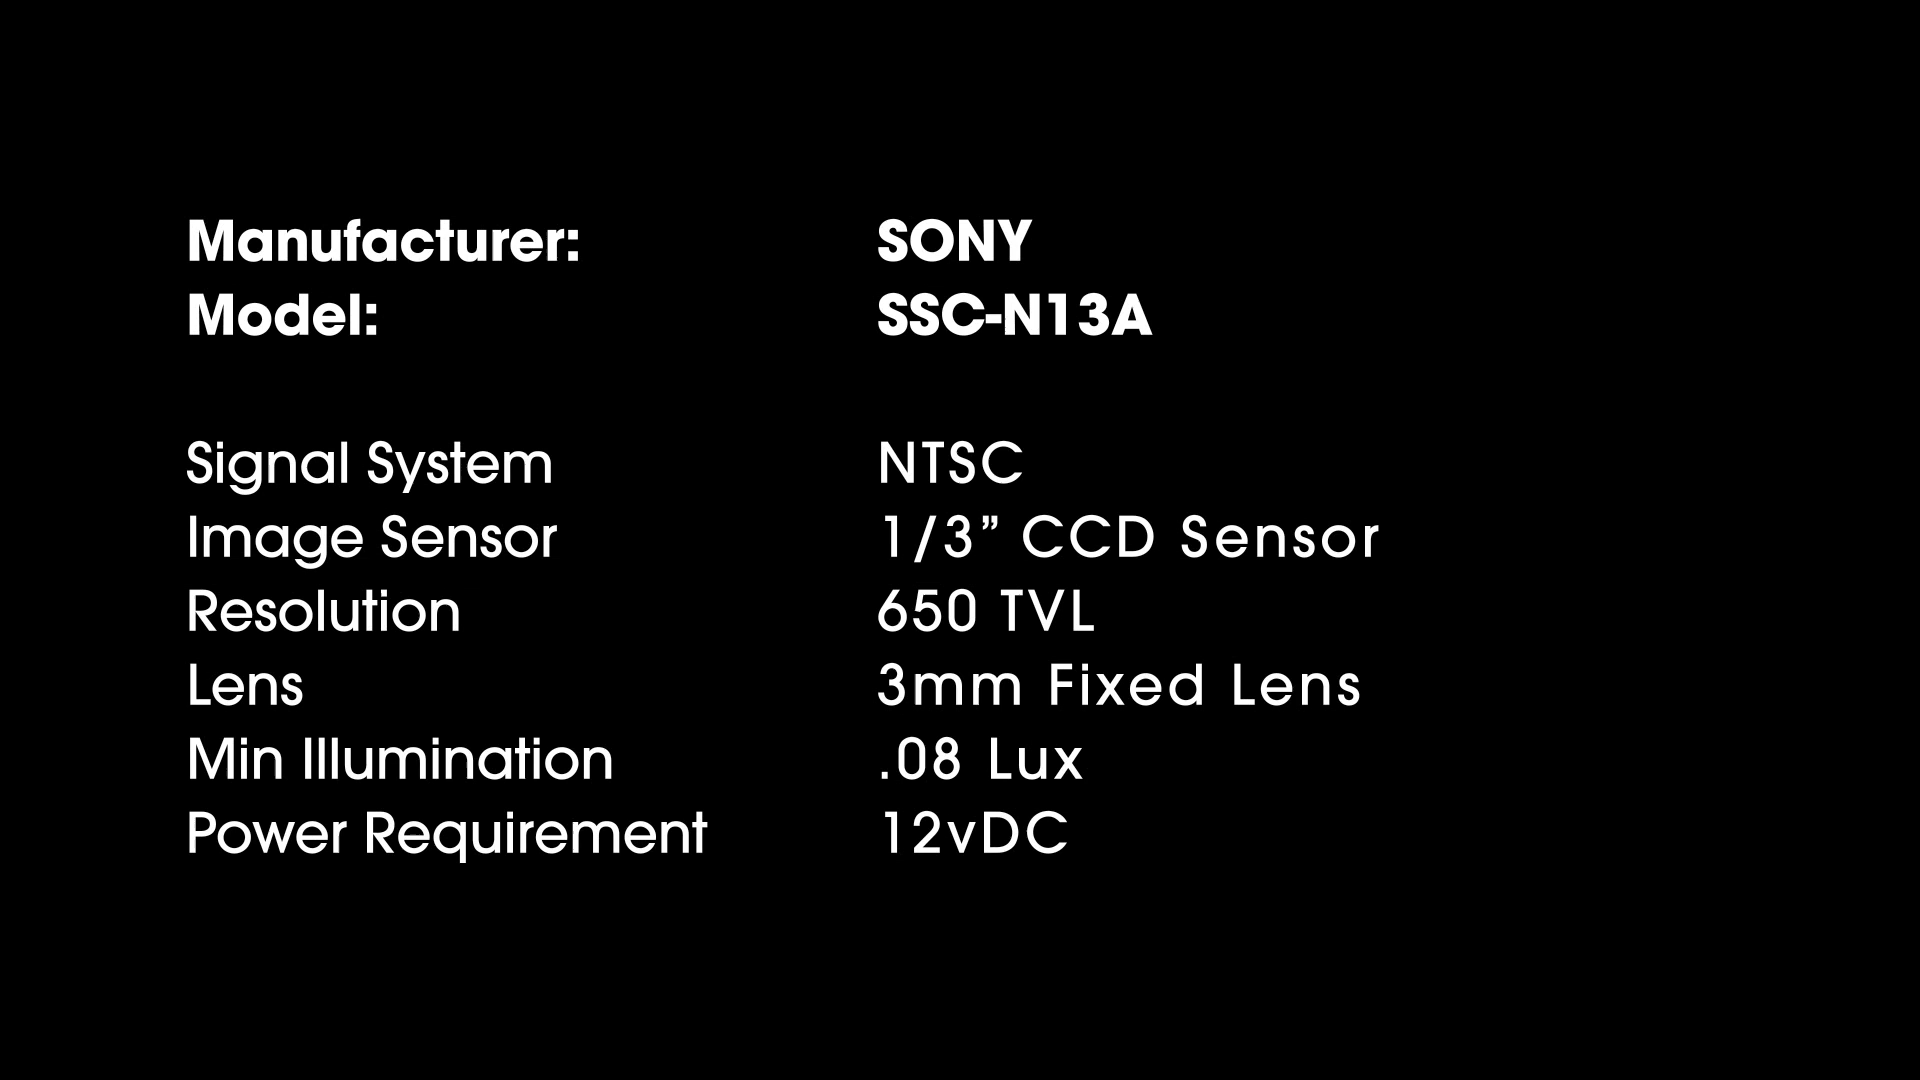 Manufacturer: SONY
Model: SSC-N13A
Signal System NTSC
Image Sensor 1/3” CCD Sensor
Resolution 650 TVL
Lens 3mm Fixed Lens
Min Illumination .08 Lux
Power Requirement 12vDC